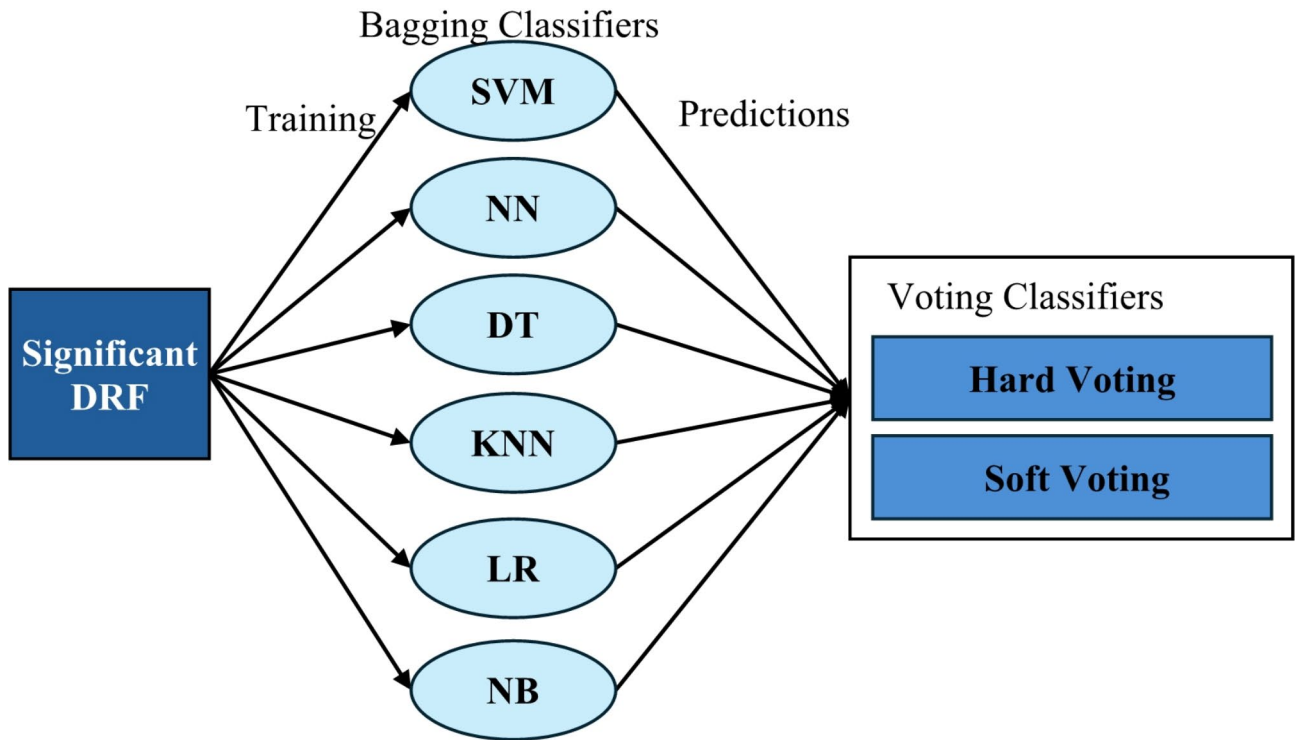 Bagging Classifiers
Training
SVM
Predictions
NN
DT
KNN
LR
NB
Significant
DRF
Voting Classifiers
Hard Voting
Soft Voting